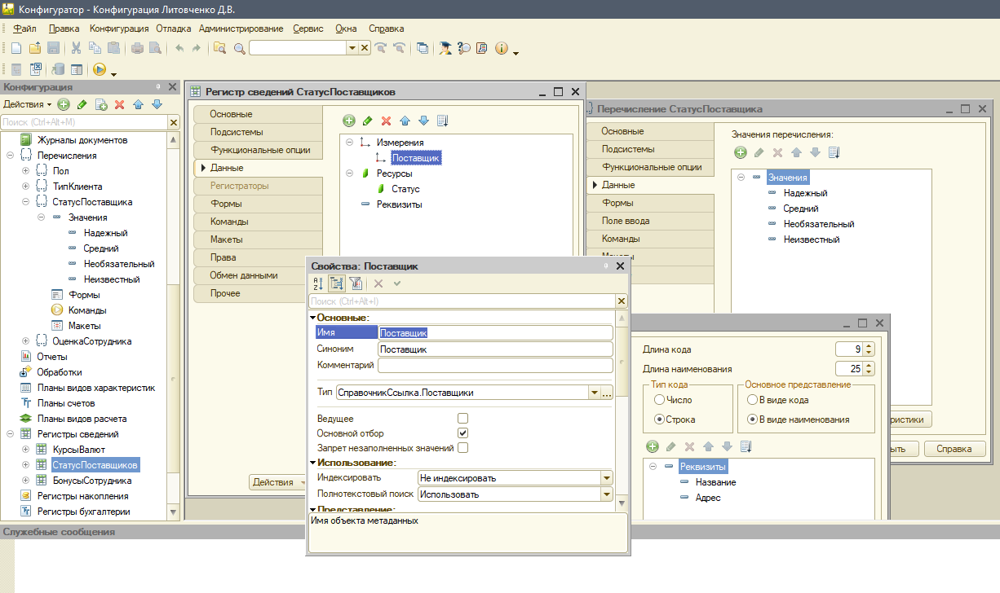 Конфигуратор - Конфигурация Литовченко Д.В.
Файл Правка Конфигурация Отладка Администрирование Сервис Окна Справка
Конфигурация
Действия
Поиск (Ctrl+Alt+M)
Журналы документов
Перечисления
Пол
ТипКлиента
СтатусПоставщика
Значения
Надежный
Средний
Необязательный
Неизвестный
Формы
Команды
Макеты
ОценкаСотрудника
Отчеты
Обработки
Планы видов характеристик
Планы счетов
Планы видов расчета
Регистры сведений
КурсыВалют
СтатусПоставщиков
БонусыСотрудника
Регистры накопления
Регистры бухгалтерии
Регистр сведений СтатусПоставщиков
Основные
Подсистемы
Функциональные опции
Данные
Регистраторы
Формы
Команды
Макеты
Права
Обмен данными
Прочее
Измерения
Поставщик
Ресурсы
Статус
Реквизиты
Действия
Перечисление СтатусПоставщика
Основные
Подсистемы
Функциональные опции
Данные
Формы
Поле ввода
Команды
Макеты
Значения перечисления:
Значения
Надежный
Средний
Необязательный
Неизвестный
ристики
ыть
Справка
Свойства: Поставщик
Поиск (Ctrl+Alt+I)
Основные:
Имя Поставщик
Синоним Поставщик
Комментарий
Тип СправочникСсылка.Поставщики ...
Ведущее
Основной отбор
Запрет незаполненных значений
Использование:
Индексировать Не индексировать
Полнотекстовый поиск Использовать
Представление:
Имя объекта метаданных
Длина кода 9
Длина наименования 25
Тип кода
Число
Строка
Основное представление
В виде кода
В виде наименования
Реквизиты
Название
Адрес
Служебные сообщения